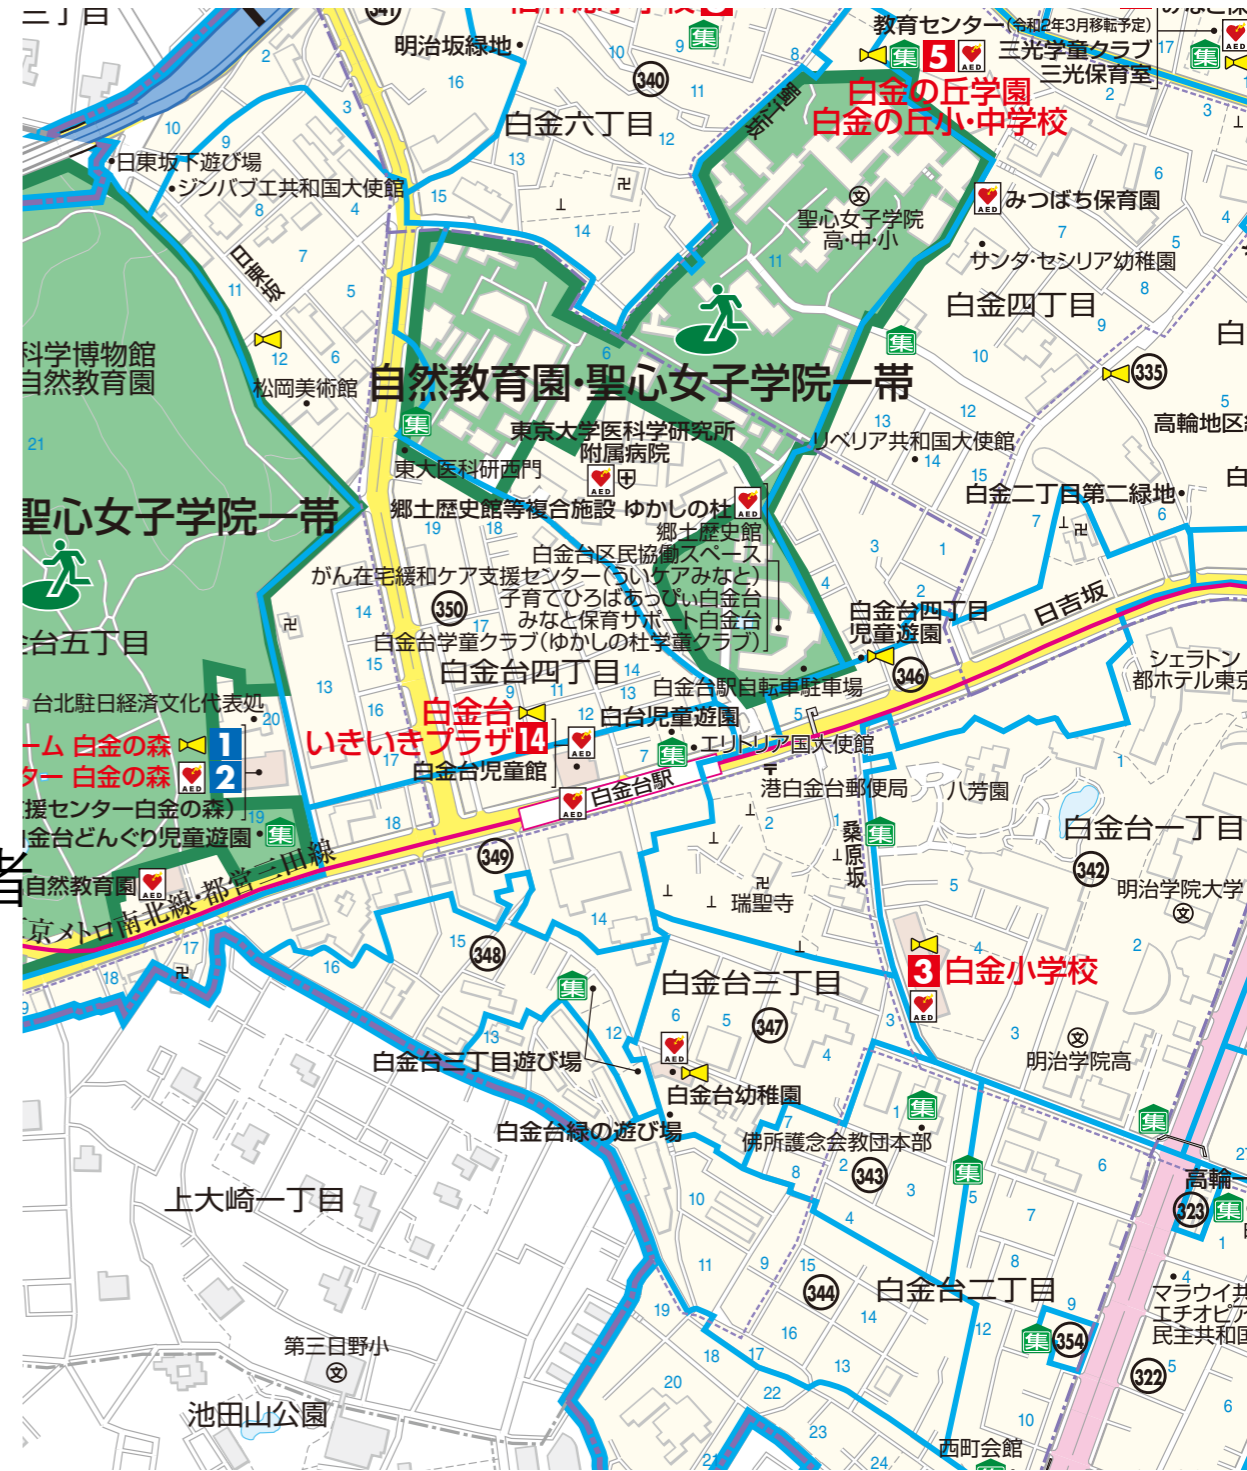 三丁目
341
明治坂緑地
340
白金六丁目
教育センター(令和2年3月移転予定)
集
5
AED
三光学童クラブ
三光保育室
白金の丘学園
白金の丘小・中学校
日東坂下遊び場
ジンバブエ共和国大使館
日東坂
聖心女子学院
高・中・小
みつばち保育園
サンタ・セシリア幼稚園
白金四丁目
335
科学博物館
自然教育園
松岡美術館
自然教育園・聖心女子学院一帯
高輪地区
東京大学医科学研究所
附属病院
リベリア共和国大使館
東大医科研西門
白金二丁目第二緑地
郷土歴史館等複合施設 ゆかしの杜
郷土歴史館
白金台区民協働スペース
がん在宅緩和ケア支援センター(ういケアみなと)
子育てひろばあっぴぃ白金台
みなと保育サポート白金台
白金台学童クラブ(ゆかしの杜学童クラブ)
聖心女子学院一帯
350
白金台四丁目
児童遊園
日吉坂
346
シェラトン
都ホテル東京
金台五丁目
白金台四丁目
白金台駅自転車駐車場
台北駐日経済文化代表処
ーム 白金の森
1
ター 白金の森
2
援センター白金の森)
白金台
いきいきプラザ
14
白金台児童館
白台児童遊園
エリトリア国大使館
白金台駅
港白金台郵便局
八芳園
白金台一丁目
白金台どんぐり児童遊園
自然教育園
京メトロ南北線・都営三田線
349
桑原坂
342
明治学院大学
瑞聖寺
348
白金台三丁目
347
3
白金小学校
明治学院高
白金台三丁目遊び場
白金台幼稚園
白金台緑の遊び場
佛所護念会教団本部
343
上大崎一丁目
高輪一
323
344
白金台二丁目
354
マラウイ共
エチオピア
民主共和国
322
第三日野小
池田山公園
西町会館